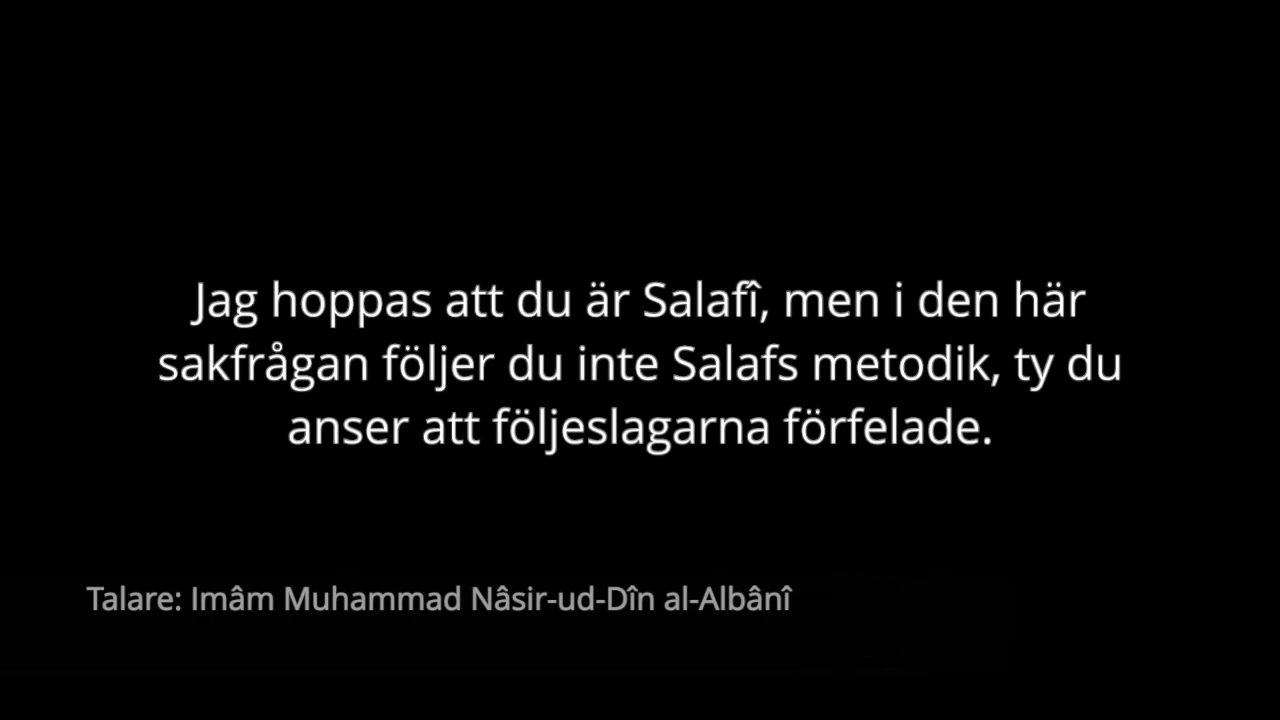 Jag hoppas att du är Salafî, men i den här
sakfrågan följer du inte Salafs metodik, ty du
anser att följeslagarna förfelade.
Talare: Imâm Muhammad Nâsir-ud-Dîn al-Albânî